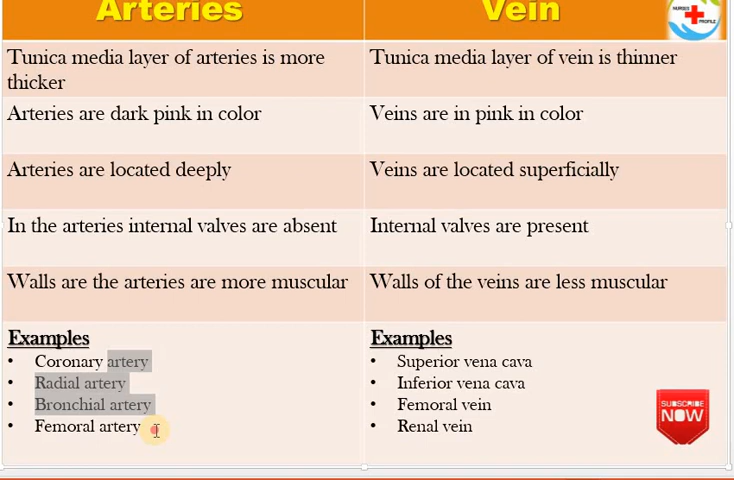 Arteries
Vein
NURSES PROFILE
Tunica media layer of arteries is more
thicker
Tunica media layer of vein is thinner
Arteries are dark pink in color
Veins are in pink in color
Arteries are located deeply
Veins are located superficially
In the arteries internal valves are absent
Internal valves are present
Walls are the arteries are more muscular
Walls of the veins are less muscular
Examples
• Coronary artery
• Radial artery
• Bronchial artery
• Femoral artery
Examples
• Superior vena cava
• Inferior vena cava
• Femoral vein
• Renal vein
SUBSCRIBE
NOW